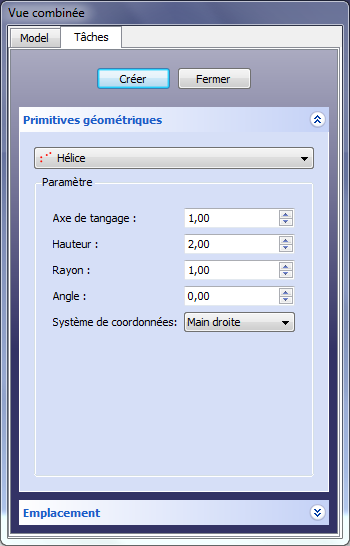 Vue combinée
Model Tâches
Créer Fermer
Primitives géométriques
Hélice
Paramètre
Axe de tangage : 1,00
Hauteur : 2,00
Rayon : 1,00
Angle : 0,00
Système de coordonnées: Main droite
Emplacement